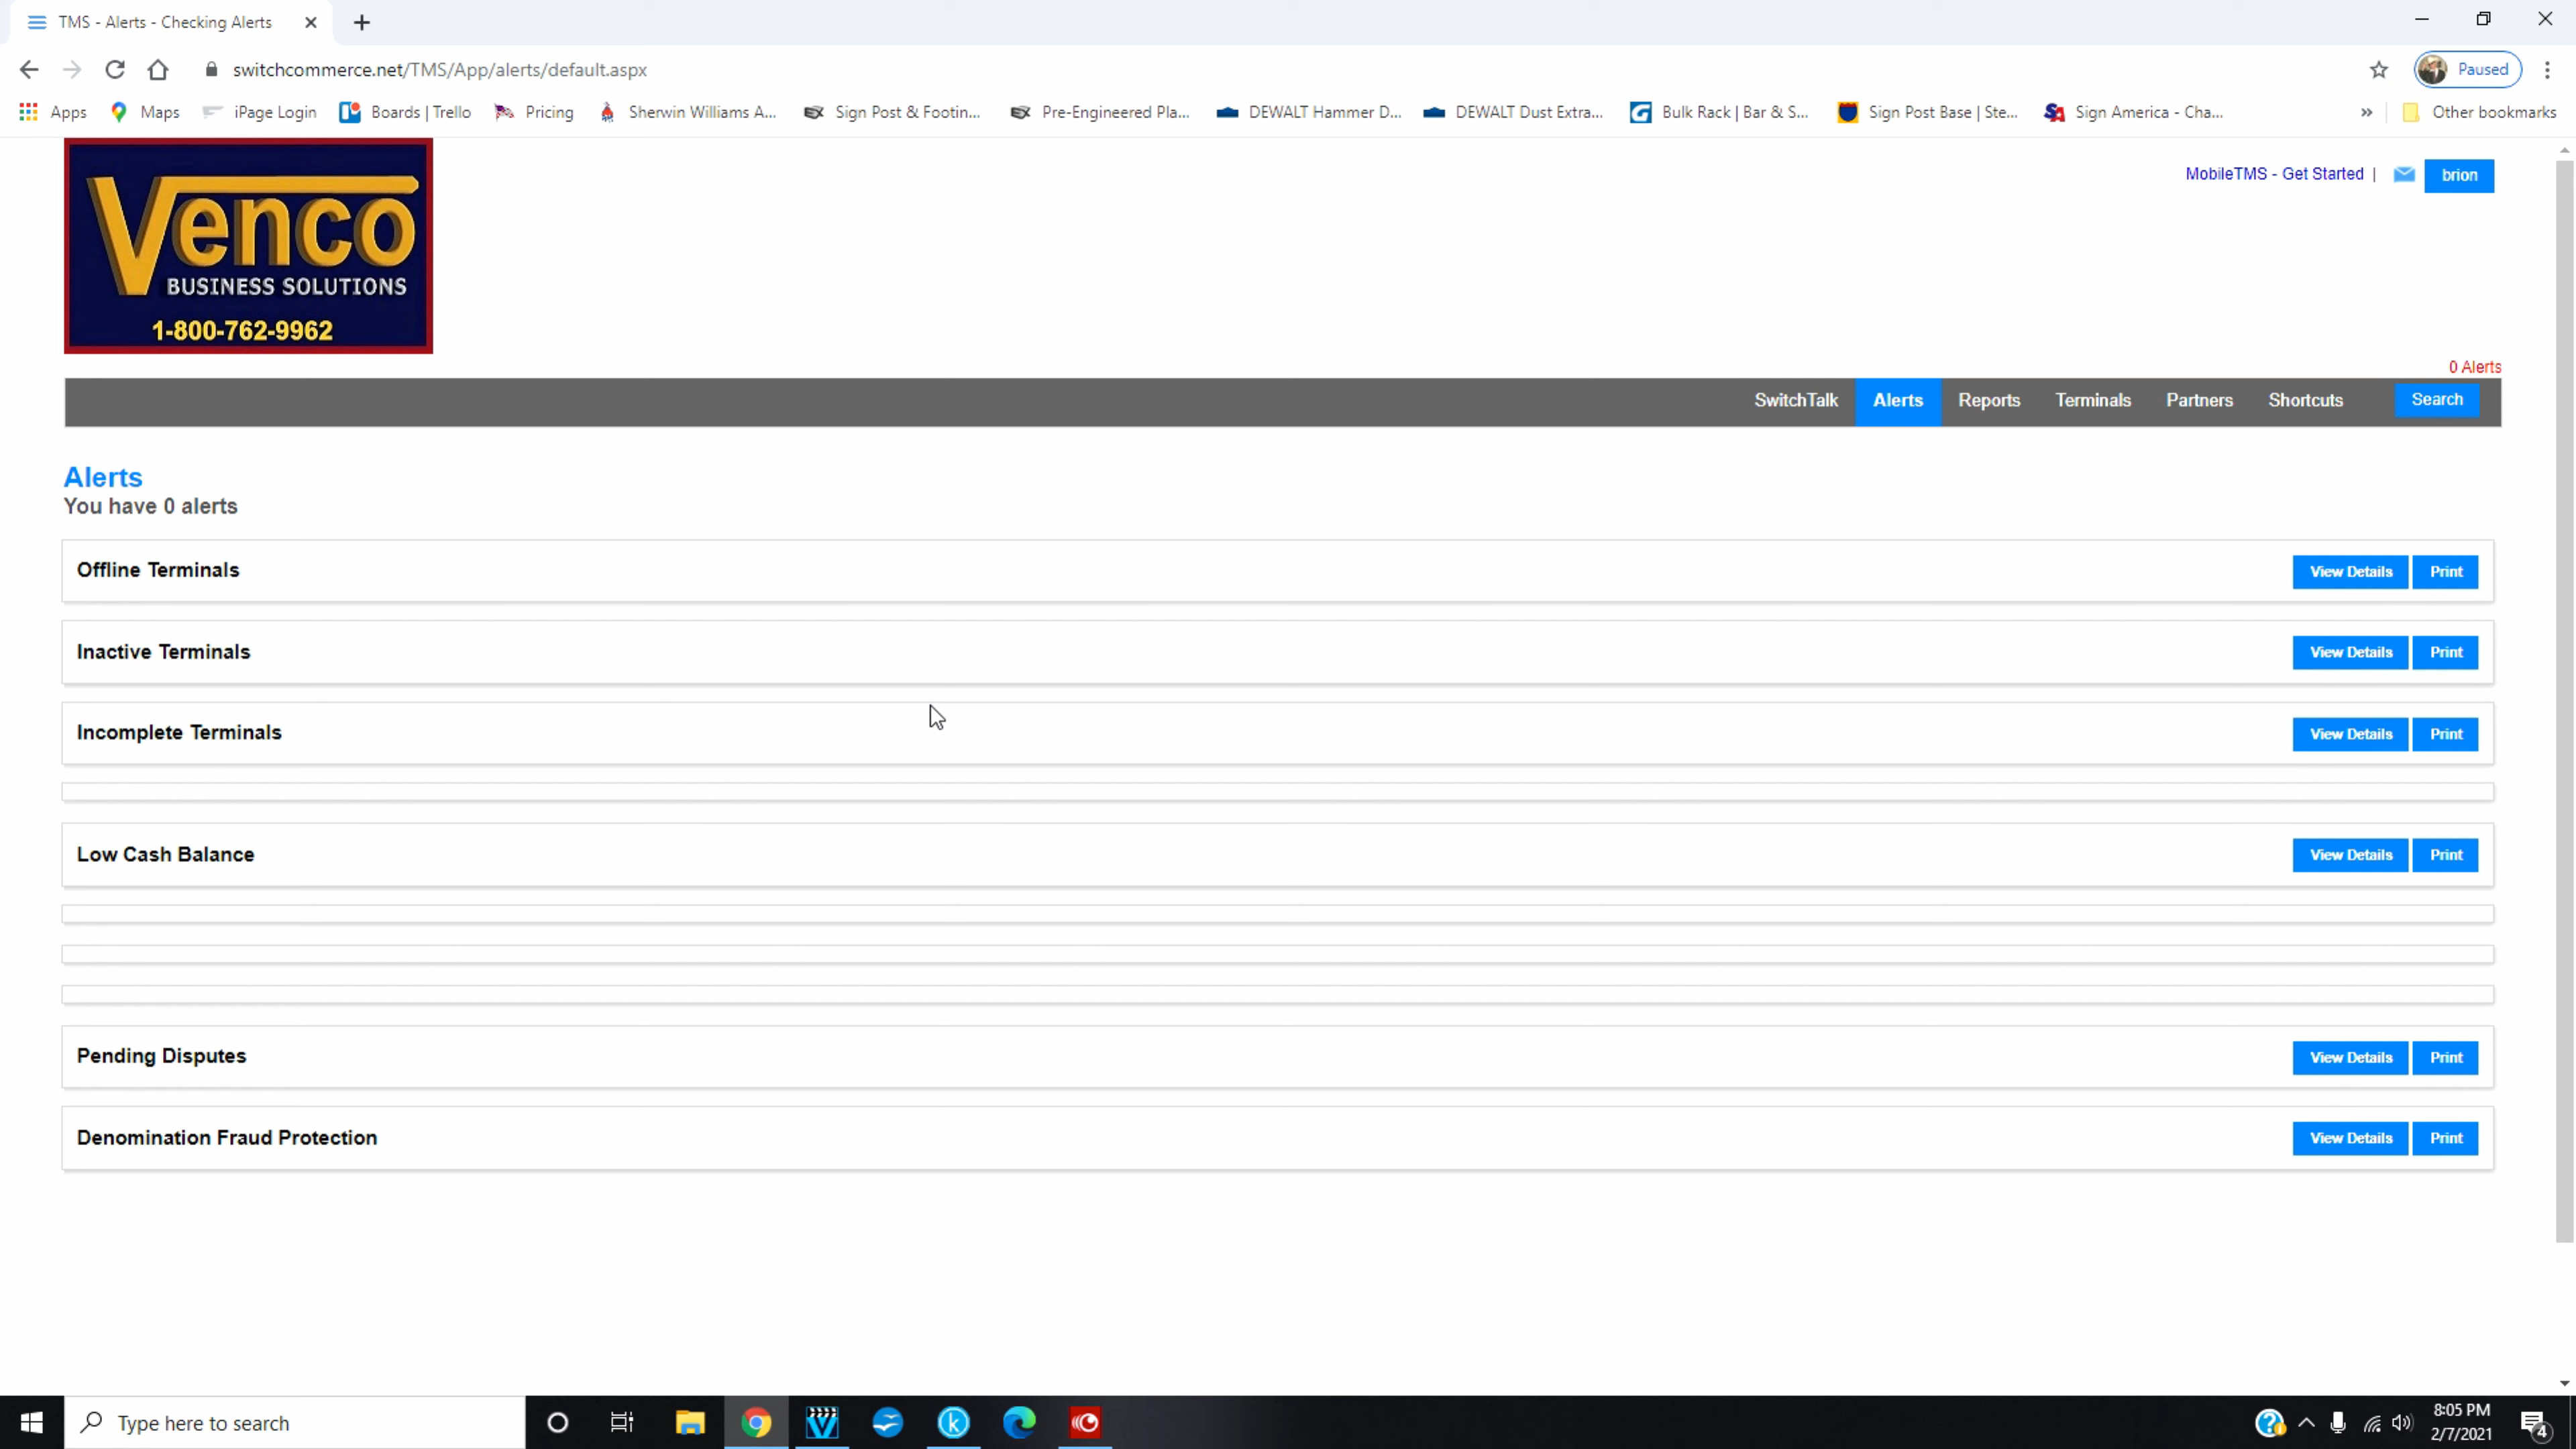 TMS - Alerts - Checking Alerts
switchcommerce.net/TMS/App/alerts/default.aspx
Paused
Apps Maps iPage Login Boards | Trello Pricing Sherwin Williams A... Sign Post & Footin... Pre-Engineered Pla... DEWALT Hammer D... DEWALT Dust Extra... Bulk Rack | Bar & S... Sign Post Base | Ste... Sign America - Cha... » Other bookmarks
Venco
BUSINESS SOLUTIONS
1-800-762-9962
MobileTMS - Get Started | brion
0 Alerts
SwitchTalk Alerts Reports Terminals Partners Shortcuts Search
Alerts
You have 0 alerts
Offline Terminals View Details Print
Inactive Terminals View Details Print
Incomplete Terminals View Details Print
Low Cash Balance View Details Print
Pending Disputes View Details Print
Denomination Fraud Protection View Details Print
Type here to search
8:05 PM
2/7/2021
4